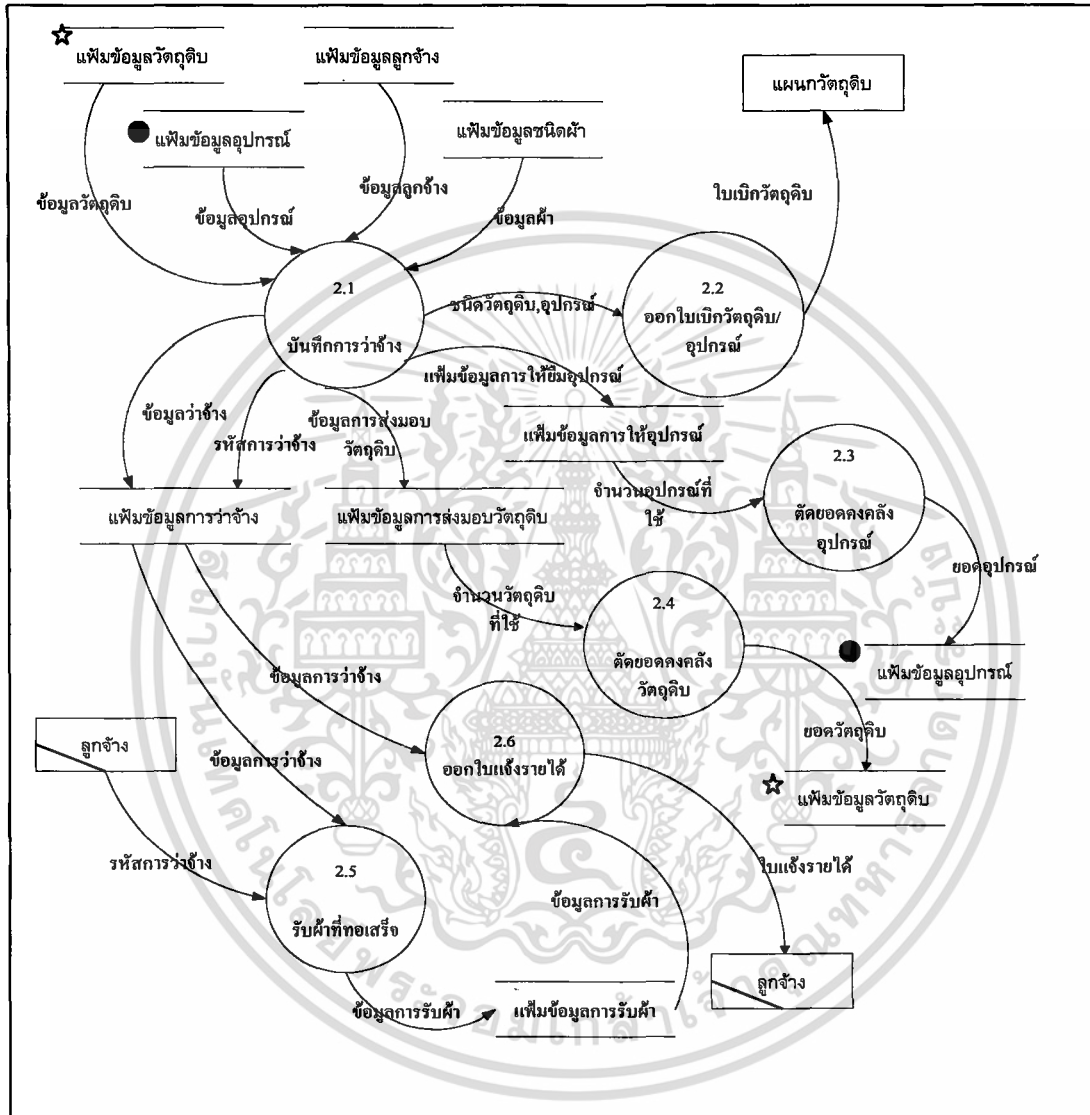 แฟ้มข้อมูลวัตถุดิบ
แฟ้มข้อมูลลูกจ้าง
แผนกวัตถุดิบ
แฟ้มข้อมูลอุปกรณ์
แฟ้มข้อมูลชนิดผ้า
ข้อมูลวัตถุดิบ
ข้อมูลอุปกรณ์
ข้อมูลลูกจ้าง
ข้อมูลผ้า
ใบเบิกวัตถุดิบ
2.1
บันทึกการว่าจ้าง
ชนิดวัตถุดิบ,อุปกรณ์
2.2
ออกใบเบิกวัตถุดิบ/
อุปกรณ์
แฟ้มข้อมูลการให้ยืมอุปกรณ์
ข้อมูลว่าจ้าง
รหัสการว่าจ้าง
ข้อมูลการส่งมอบ
วัตถุดิบ
แฟ้มข้อมูลการให้อุปกรณ์
จำนวนอุปกรณ์ที่
ใช้
2.3
ตัดยอดคงคลัง
อุปกรณ์
แฟ้มข้อมูลการว่าจ้าง
แฟ้มข้อมูลการส่งมอบวัตถุดิบ
ยอดอุปกรณ์
จำนวนวัตถุดิบ
ที่ใช้
2.4
ตัดยอดคงคลัง
วัตถุดิบ
แฟ้มข้อมูลอุปกรณ์
ข้อมูลการว่าจ้าง
ลูกจ้าง
ข้อมูลการว่าจ้าง
2.6
ออกใบแจ้งรายได้
ยอดวัตถุดิบ
แฟ้มข้อมูลวัตถุดิบ
รหัสการว่าจ้าง
2.5
รับผ้าที่ทอเสร็จ
ใบแจ้งรายได้
ข้อมูลการรับผ้า
ลูกจ้าง
ข้อมูลการรับผ้า
แฟ้มข้อมูลการรับผ้า